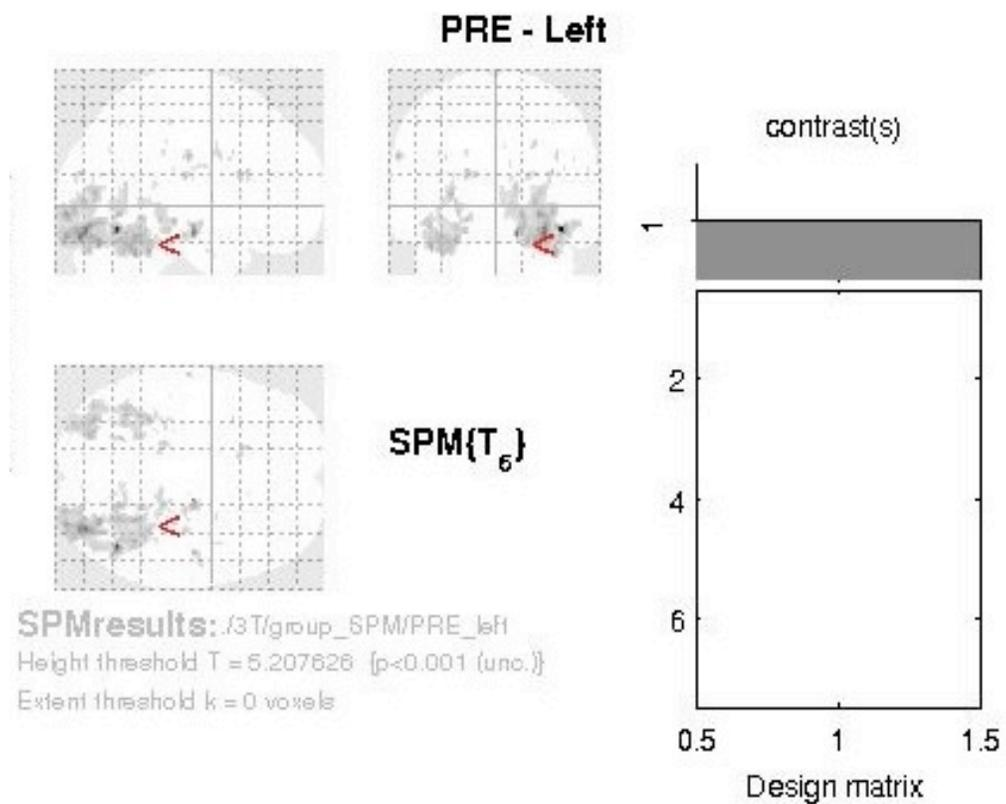 PRE - Left
contrast(s)
1
2
SPM{T₆}
4
6
SPMresults: ./3T/group_SPM/PRE_left
Height threshold T = 5.207626 {p<0.001 (unc.)}
Extent threshold k = 0 voxels
0.5 1 1.5
Design matrix